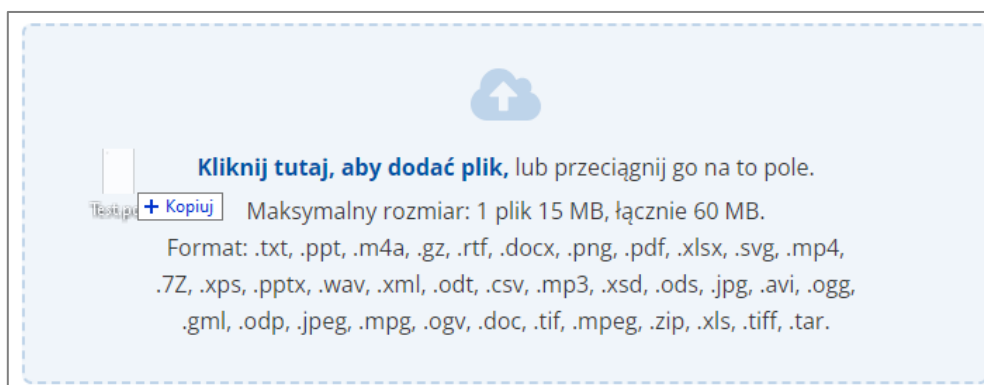 Kliknij tutaj, aby dodać plik, lub przeciągnij go na to pole.
Test.pd
+ Kopiuj
Maksymalny rozmiar: 1 plik 15 MB, łącznie 60 MB.
Format: .txt, .ppt, .m4a, .gz, .rtf, .docx, .png, .pdf, .xlsx, .svg, .mp4,
.7Z, .xps, .pptx, .wav, .xml, .odt, .csv, .mp3, .xsd, .ods, .jpg, .avi, .ogg,
.gml, .odp, .jpeg, .mpg, .ogv, .doc, .tif, .mpeg, .zip, .xls, .tiff, .tar.